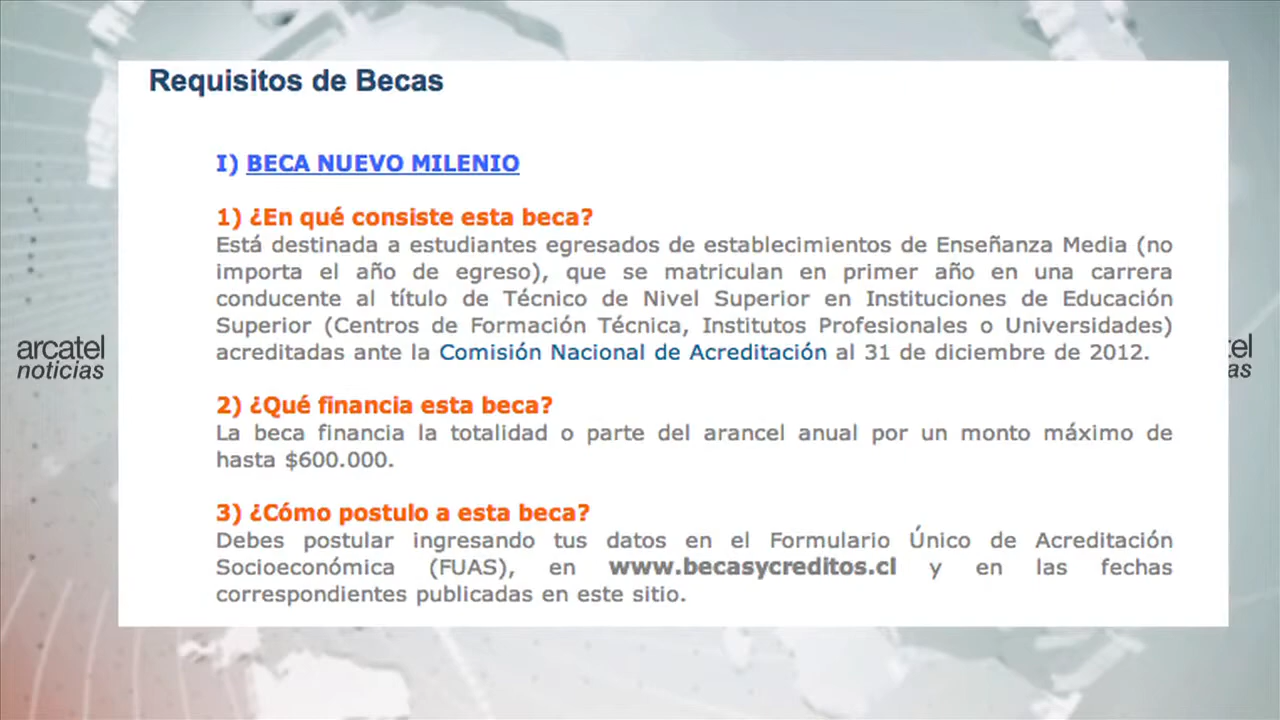 Requisitos de Becas
I) BECA NUEVO MILENIO
1) ¿En qué consiste esta beca?
Está destinada a estudiantes egresados de establecimientos de Enseñanza Media (no
importa el año de egreso), que se matriculan en primer año en una carrera
conducente al título de Técnico de Nivel Superior en Instituciones de Educación
Superior (Centros de Formación Técnica, Institutos Profesionales o Universidades)
acreditadas ante la Comisión Nacional de Acreditación al 31 de diciembre de 2012.
2) ¿Qué financia esta beca?
La beca financia la totalidad o parte del arancel anual por un monto máximo de
hasta $600.000.
3) ¿Cómo postulo a esta beca?
Debes postular ingresando tus datos en el Formulario Único de Acreditación
Socioeconómica (FUAS), en www.becasycreditos.cl y en las fechas
correspondientes publicadas en este sitio.
arcatel
noticias
tel
as